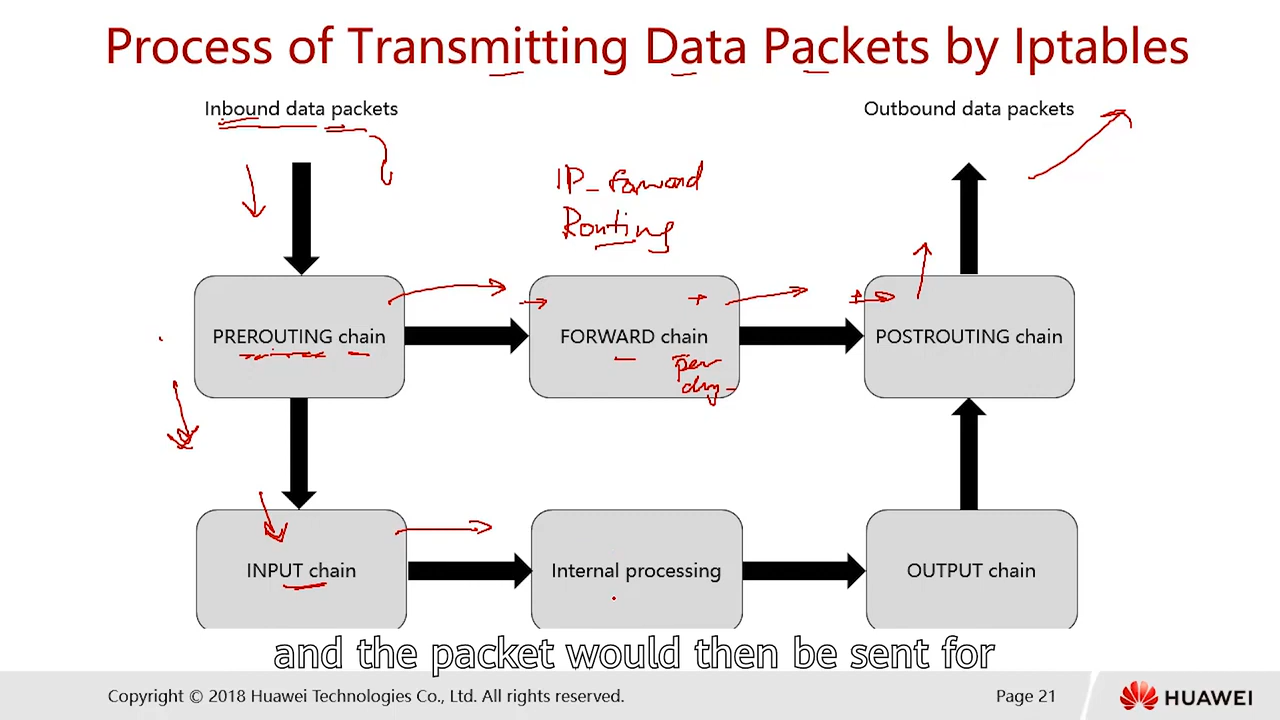 Process of Transmitting Data Packets by Iptables
Inbound data packets
Outbound data packets
IP_forward
Routing
PREROUTING chain
FORWARD chain
POSTROUTING chain
INPUT chain
Internal processing
OUTPUT chain
and the packet would then be sent for
Copyright © 2018 Huawei Technologies Co., Ltd. All rights reserved.
Page 21
HUAWEI